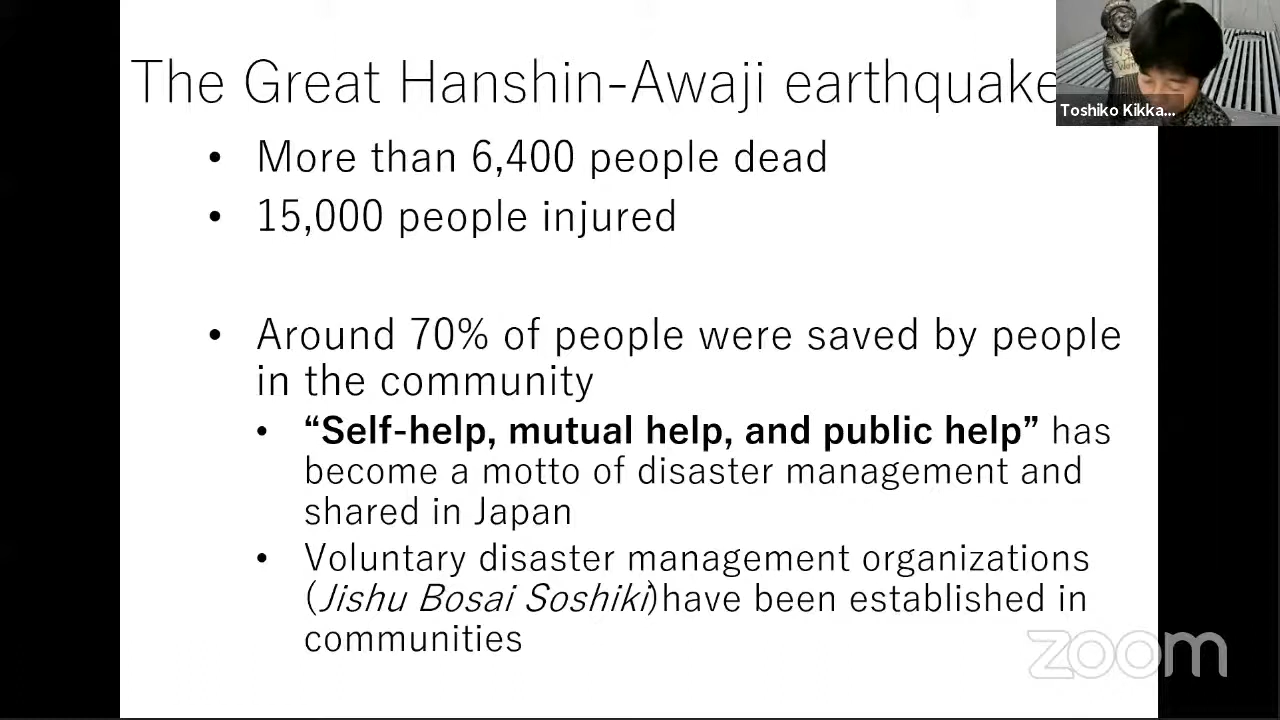 The Great Hanshin-Awaji earthquake
Toshiko Kikka...
• More than 6,400 people dead
• 15,000 people injured
• Around 70% of people were saved by people
in the community
• “Self-help, mutual help, and public help” has
become a motto of disaster management and
shared in Japan
• Voluntary disaster management organizations
(Jishu Bosai Soshiki)have been established in
communities
zoom